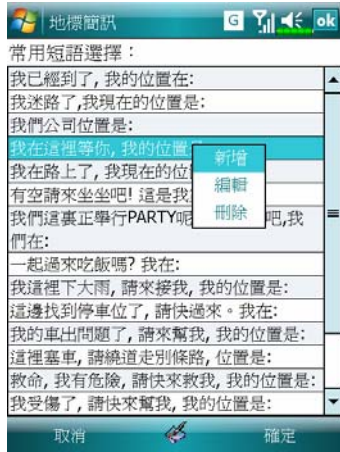 地標簡訊 G ok
常用短語選擇：
我已經到了, 我的位置在:
我迷路了,我現在的位置是:
我們公司位置是:
我在這裡等你, 我的位置
新增
我在路上了, 我現在的位
編輯
有空請來坐坐吧! 這是我
刪除
我們這裏正舉行PARTY呢 吧,我
們在:
一起過來吃飯嗎? 我在:
我這裡下大雨, 請來接我, 我的位置是:
這邊找到停車位了, 請快過來。我在:
我的車出問題了, 請來幫我, 我的位置是:
這裡塞車, 請繞道走別條路, 位置是:
救命, 我有危險, 請快來救我, 我的位置是:
我受傷了, 請快來幫我, 我的位置是:
取消 確定